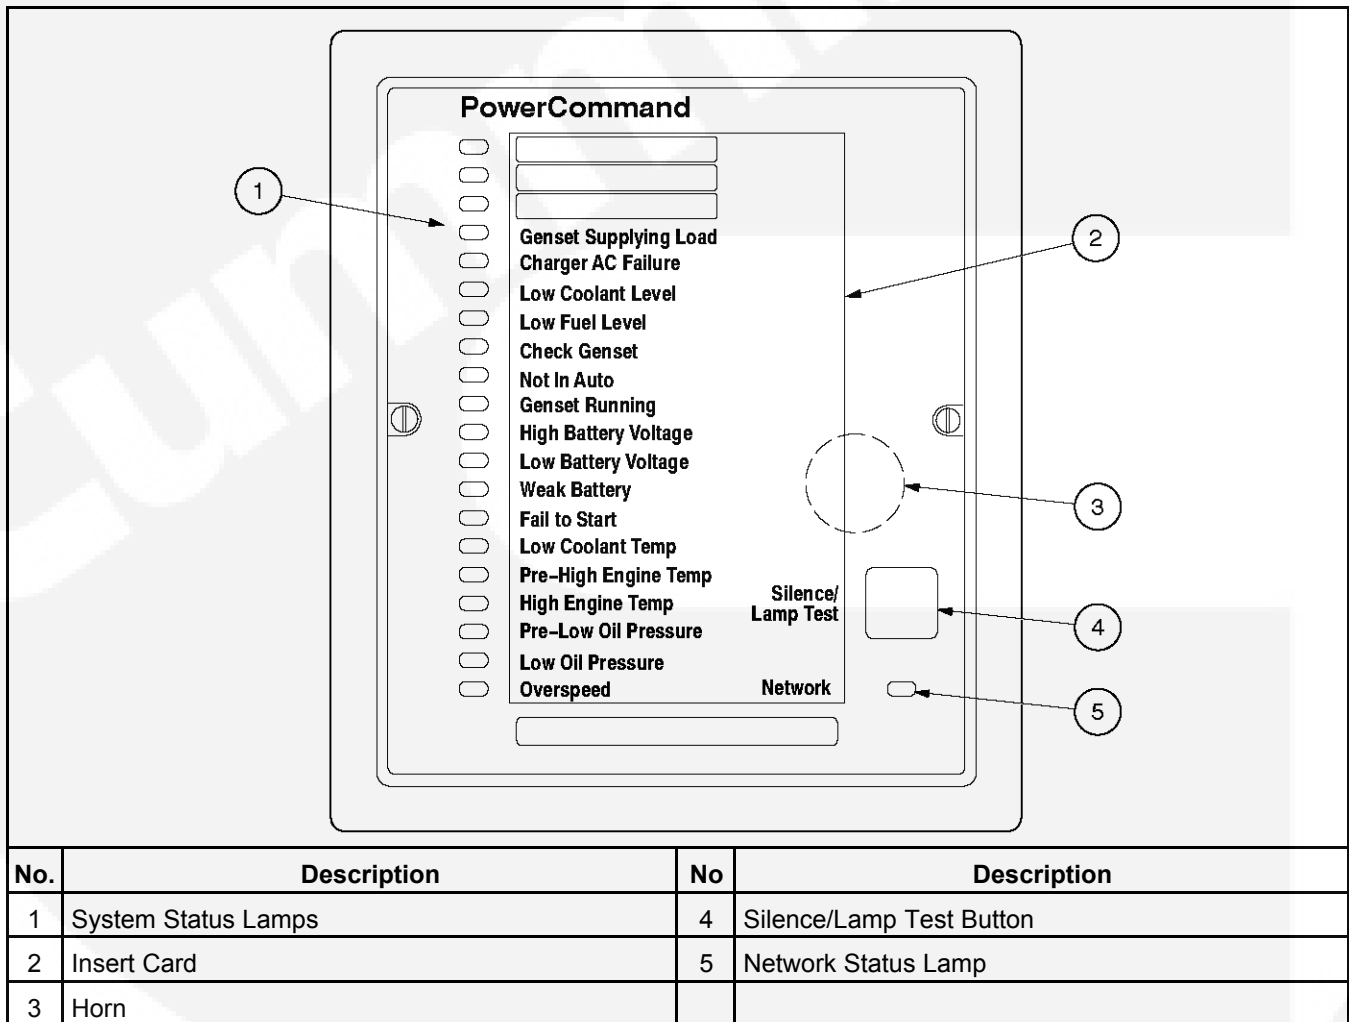 PowerCommand
1
Genset Supplying Load
2
Charger AC Failure
Low Coolant Level
Low Fuel Level
Check Genset
Not In Auto
Genset Running
High Battery Voltage
Low Battery Voltage
Weak Battery
3
Fail to Start
Low Coolant Temp
Pre-High Engine Temp
High Engine Temp
Silence/
Lamp Test
4
Pre-Low Oil Pressure
Low Oil Pressure
Overspeed
Network
5
No. Description No Description
1 System Status Lamps 4 Silence/Lamp Test Button
2 Insert Card 5 Network Status Lamp
3 Horn